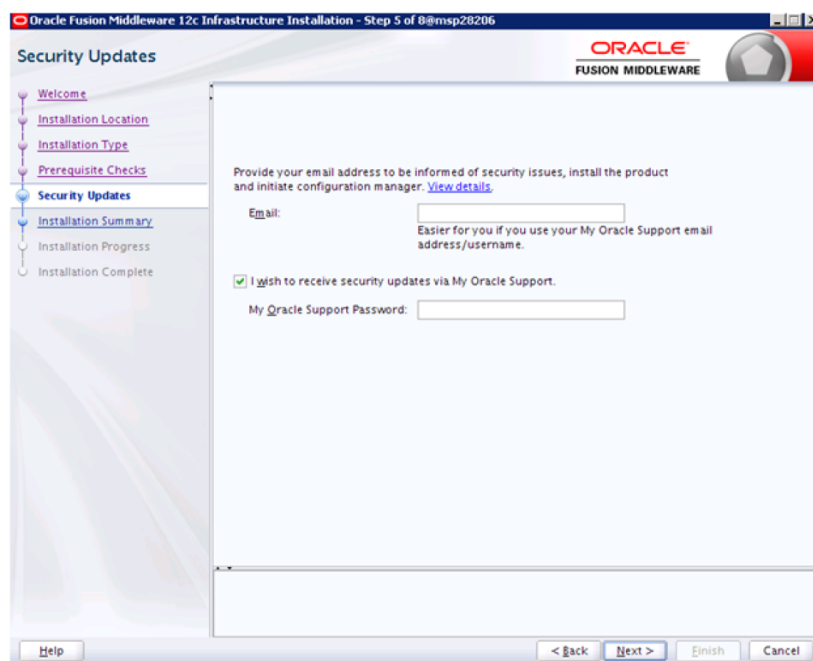 Oracle Fusion Middleware 12c Infrastructure Installation - Step 5 of 8@msp28206
Security Updates
ORACLE
FUSION MIDDLEWARE
Welcome
Installation Location
Installation Type
Prerequisite Checks
Security Updates
Installation Summary
Installation Progress
Installation Complete
Provide your email address to be informed of security issues, install the product
and initiate configuration manager. View details.
Email:
Easier for you if you use your My Oracle Support email
address/username.
I wish to receive security updates via My Oracle Support.
My Oracle Support Password:
Help
< Back
Next >
Finish
Cancel